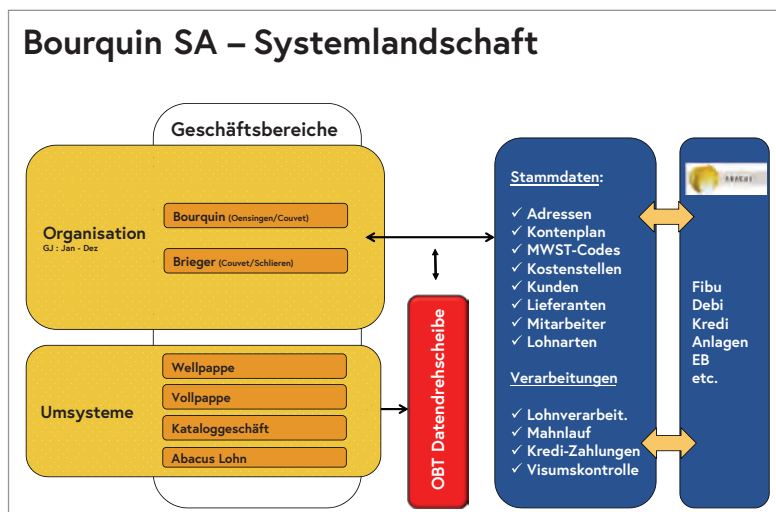 Bourquin SA – Systemlandschaft
Geschäftsbereiche
Organisation
GJ : Jan - Dez
Bourquin (Oensingen/Couvet)
Brieger (Couvet/Schlieren)
Umsysteme
Wellpappe
Vollpappe
Kataloggeschäft
Abacus Lohn
OBT Datendrehscheibe
Stammdaten:
✓ Adressen
✓ Kontenplan
✓ MWST-Codes
✓ Kostenstellen
✓ Kunden
✓ Lieferanten
✓ Mitarbeiter
✓ Lohnarten
Verarbeitungen
✓ Lohnverarbeit.
✓ Mahnlauf
✓ Kredi-Zahlungen
✓ Visumskontrolle
ABACUS
Fibu
Debi
Kredi
Anlagen
EB
etc.